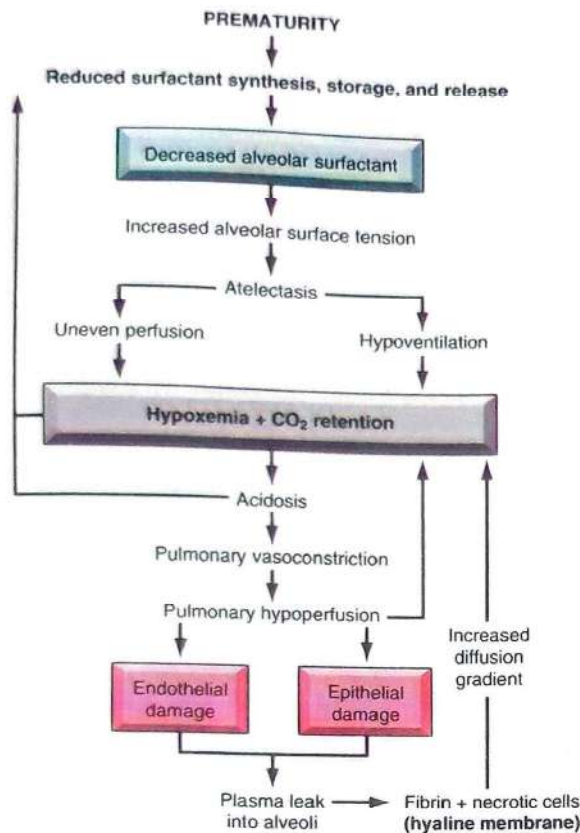 PREMATURITY
Reduced surfactant synthesis, storage, and release
Decreased alveolar surfactant
Increased alveolar surface tension
Atelectasis
Uneven perfusion
Hypoventilation
Hypoxemia + CO₂ retention
Acidosis
Pulmonary vasoconstriction
Pulmonary hypoperfusion
Increased
diffusion
gradient
Endothelial
damage
Epithelial
damage
Plasma leak
into alveoli
Fibrin + necrotic cells
(hyaline membrane)